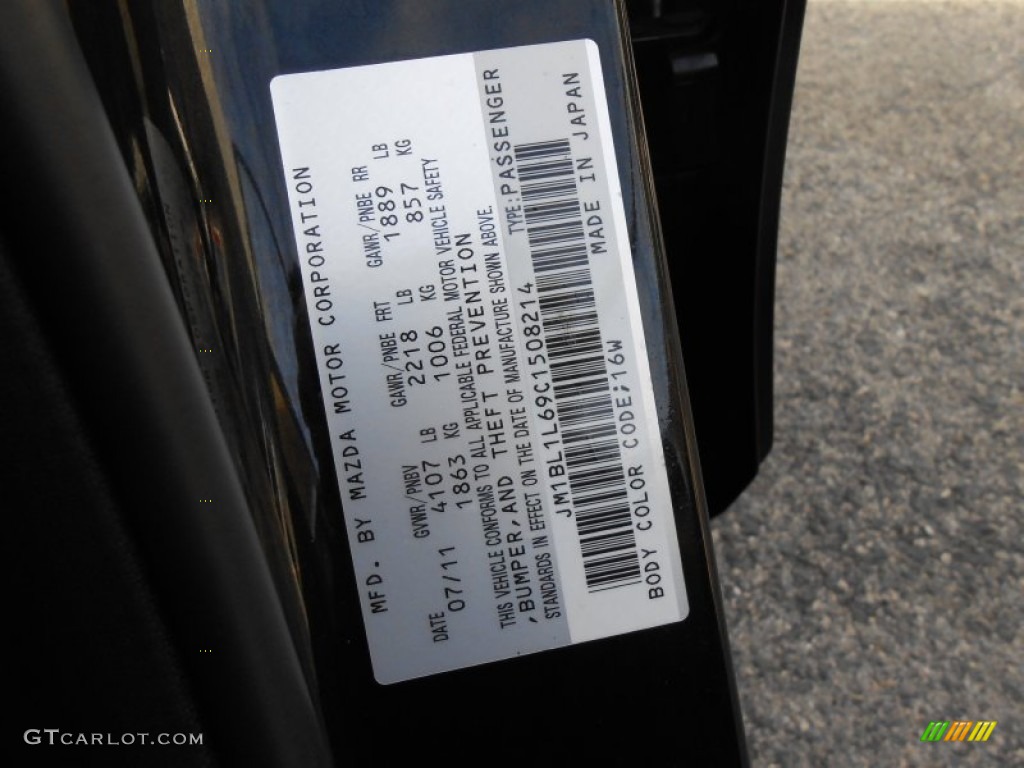 MFD. BY MAZDA MOTOR CORPORATION
DATE GVWR/PNBV GAWR/PNBE FRT GAWR/PNBE RR
07/11 4107 LB 2218 LB 1889 LB
1863 KG 1006 KG 857 KG
THIS VEHICLE CONFORMS TO ALL APPLICABLE FEDERAL MOTOR VEHICLE SAFETY
,BUMPER,AND THEFT PREVENTION
STANDARDS IN EFFECT ON THE DATE OF MANUFACTURE SHOWN ABOVE.
JM1BL1L69C1508214 TYPE:PASSENGER
BODY COLOR CODE;16W MADE IN JAPAN
GTCARLOT.COM